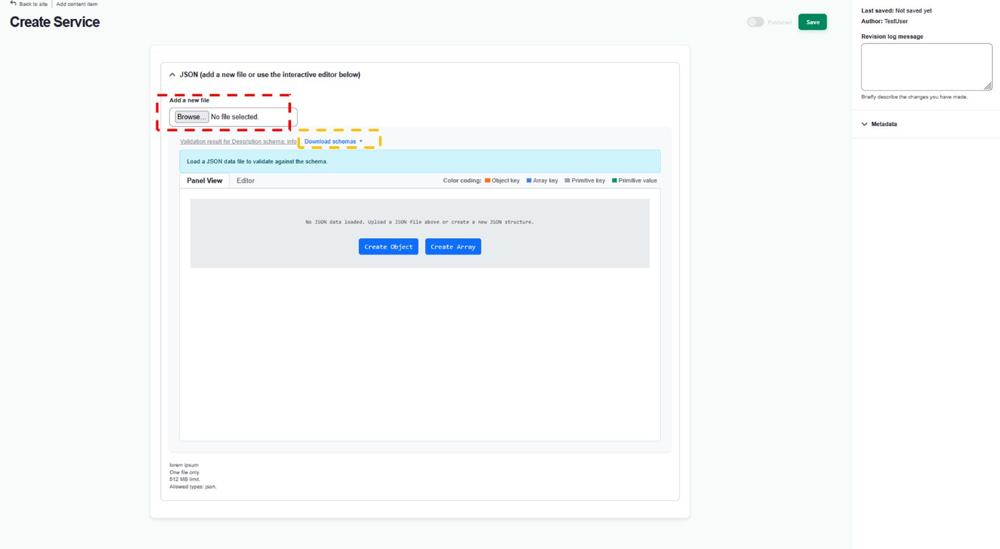 Back to site Add content item
Create Service
Published Save
Last saved: Not saved yet
Author: TestUser
Revision log message
Briefly describe the changes you have made.
Metadata
JSON (add a new file or use the interactive editor below)
Add a new file
Browse... No file selected.
Validation result for Description schema: info Download schemas
Load a JSON data file to validate against the schema.
Panel View Editor Color coding: Object key Array key Primitive key Primitive value
No JSON data loaded. Upload a JSON file above or create a new JSON structure.
Create Object Create Array
lorem ipsum
One file only.
512 MB limit.
Allowed types: json.